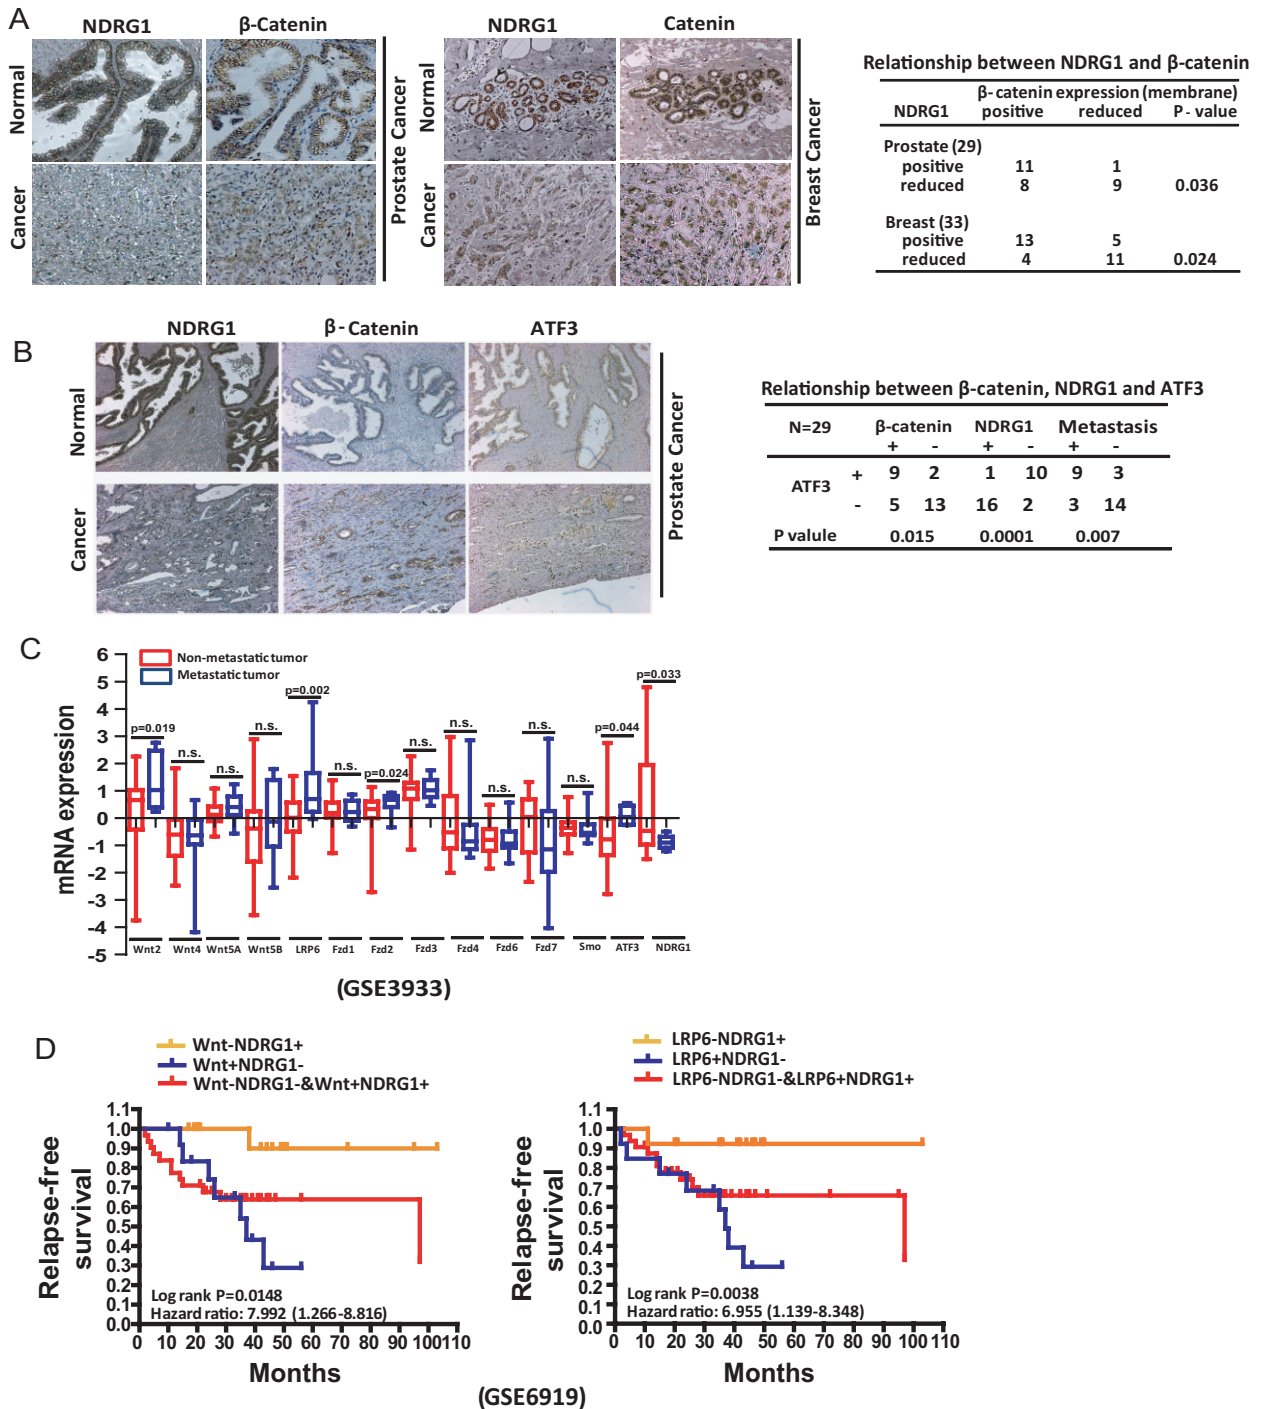 A
NDRG1
β-Catenin
NDRG1
Catenin
Normal
Cancer
Prostate Cancer
Normal
Cancer
Breast Cancer
Relationship between NDRG1 and β-catenin
β-catenin expression (membrane)
NDRG1 positive reduced P-value
Prostate (29)
positive 11 1
reduced 8 9 0.036
Breast (33)
positive 13 5
reduced 4 11 0.024
B
NDRG1
β-Catenin
ATF3
Normal
Cancer
Prostate Cancer
Relationship between β-catenin, NDRG1 and ATF3
N=29 β-catenin NDRG1 Metastasis
+ - + - + -
ATF3
+ 9 2 1 10 9 3
- 5 13 16 2 3 14
P valule 0.015 0.0001 0.007
C
Non-metastatic tumor
Metastatic tumor
mRNA expression
6
5
4
3
2
1
0
-1
-2
-3
-4
-5
p=0.019
n.s.
n.s.
n.s.
p=0.002
n.s.
p=0.024
n.s.
n.s.
n.s.
n.s.
n.s.
p=0.044
p=0.033
Wnt2 Wnt4 Wnt5A Wnt5B LRP6 Fzd1 Fzd2 Fzd3 Fzd4 Fzd6 Fzd7 Smo ATF3 NDRG1
(GSE3933)
D
Wnt-NDRG1+
Wnt+NDRG1-
Wnt-NDRG1-&Wnt+NDRG1+
Relapse-free
survival
1.1
1.0
0.9
0.8
0.7
0.6
0.5
0.4
0.3
0.2
0.1
0.0
Log rank P=0.0148
Hazard ratio: 7.992 (1.266-8.816)
0 10 20 30 40 50 60 70 80 90 100110
Months
LRP6-NDRG1+
LRP6+NDRG1-
LRP6-NDRG1-&LRP6+NDRG1+
Relapse-free
survival
1.1
1.0
0.9
0.8
0.7
0.6
0.5
0.4
0.3
0.2
0.1
0.0
Log rank P=0.0038
Hazard ratio: 6.955 (1.139-8.348)
0 10 20 30 40 50 60 70 80 90 100 110
Months
(GSE6919)